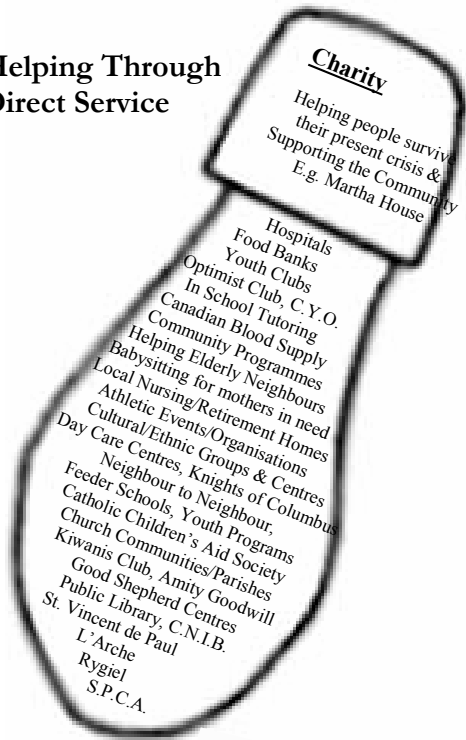 Helping Through
Direct Service
Charity
Helping people survive
their present crisis &
Supporting the Community
E.g. Martha House
Hospitals
Food Banks
Youth Clubs
Optimist Club, C.Y.O.
In School Tutoring
Canadian Blood Supply
Community Programmes
Helping Elderly Neighbours
Babysitting for mothers in need
Local Nursing/Retirement Homes
Athletic Events/Organisations
Cultural/Ethnic Groups & Centres
Day Care Centres, Knights of Columbus
Neighbour to Neighbour,
Feeder Schools, Youth Programs
Catholic Children's Aid Society
Church Communities/Parishes
Kiwanis Club, Amity Goodwill
Good Shepherd Centres
Public Library, C.N.I.B.
St. Vincent de Paul
L'Arche
Rygiel
S.P.C.A.